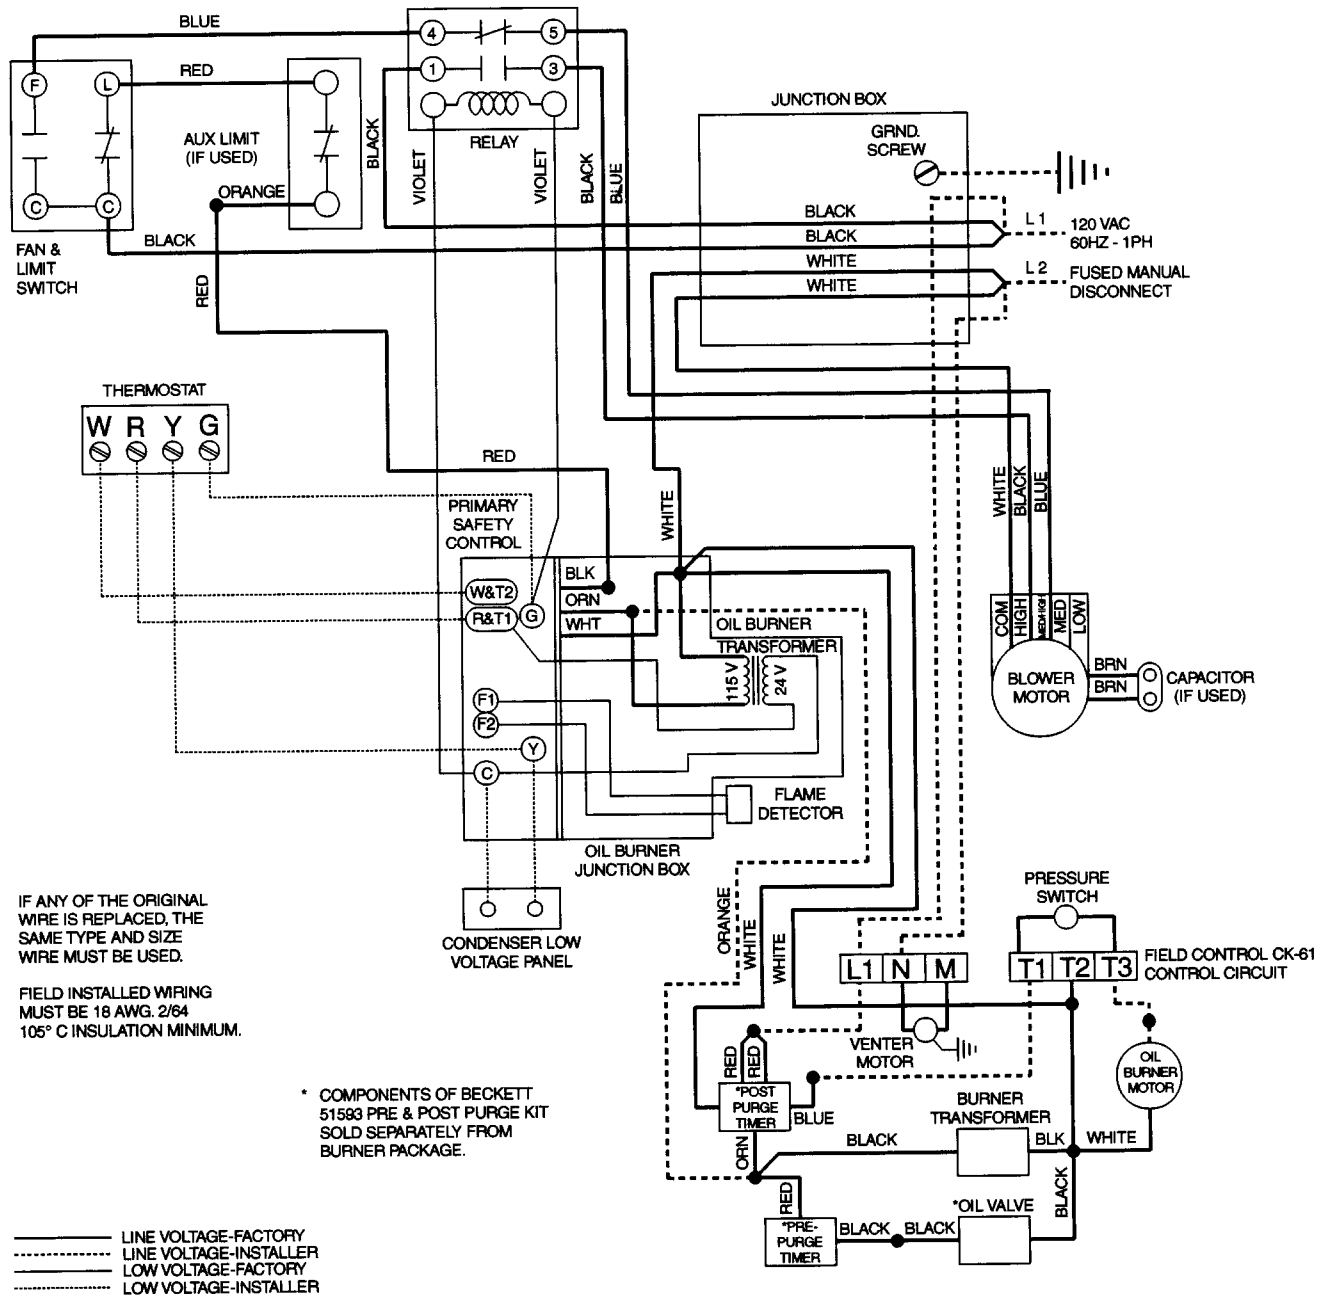 BLUE
4
5
1
3
RELAY
F
L
RED
C
C
FAN &
LIMIT
SWITCH
AUX LIMIT
(IF USED)
ORANGE
BLACK
VIOLET
VIOLET
BLACK
BLUE
JUNCTION BOX
GRND.
SCREW
BLACK
BLACK
BLACK
WHITE
WHITE
L 1
120 VAC
60HZ - 1PH
L 2
FUSED MANUAL
DISCONNECT
RED
THERMOSTAT
W R Y G
RED
WHITE
PRIMARY
SAFETY
CONTROL
W&T2
R&T1
G
BLK
ORN
WHT
OIL BURNER
TRANSFORMER
115 V
24 V
F1
F2
Y
C
FLAME
DETECTOR
OIL BURNER
JUNCTION BOX
CONDENSER LOW
VOLTAGE PANEL
WHITE
BLACK
BLUE
COM
HIGH
MED HIGH
MED
LOW
BLOWER
MOTOR
BRN
BRN
CAPACITOR
(IF USED)
IF ANY OF THE ORIGINAL
WIRE IS REPLACED, THE
SAME TYPE AND SIZE
WIRE MUST BE USED.
FIELD INSTALLED WIRING
MUST BE 18 AWG. 2/64
105° C INSULATION MINIMUM.
ORANGE
WHITE
WHITE
PRESSURE
SWITCH
L1 N M
T1 T2 T3
FIELD CONTROL CK-61
CONTROL CIRCUIT
VENTER
MOTOR
RED
RED
*POST
PURGE
TIMER
BLUE
ORN
OIL
BURNER
MOTOR
BURNER
TRANSFORMER
BLACK
BLK
WHITE
BLACK
RED
*PRE-
PURGE
TIMER
BLACK
BLACK
*OIL VALVE
* COMPONENTS OF BECKETT
51593 PRE & POST PURGE KIT
SOLD SEPARATELY FROM
BURNER PACKAGE.
LINE VOLTAGE-FACTORY
LINE VOLTAGE-INSTALLER
LOW VOLTAGE-FACTORY
LOW VOLTAGE-INSTALLER